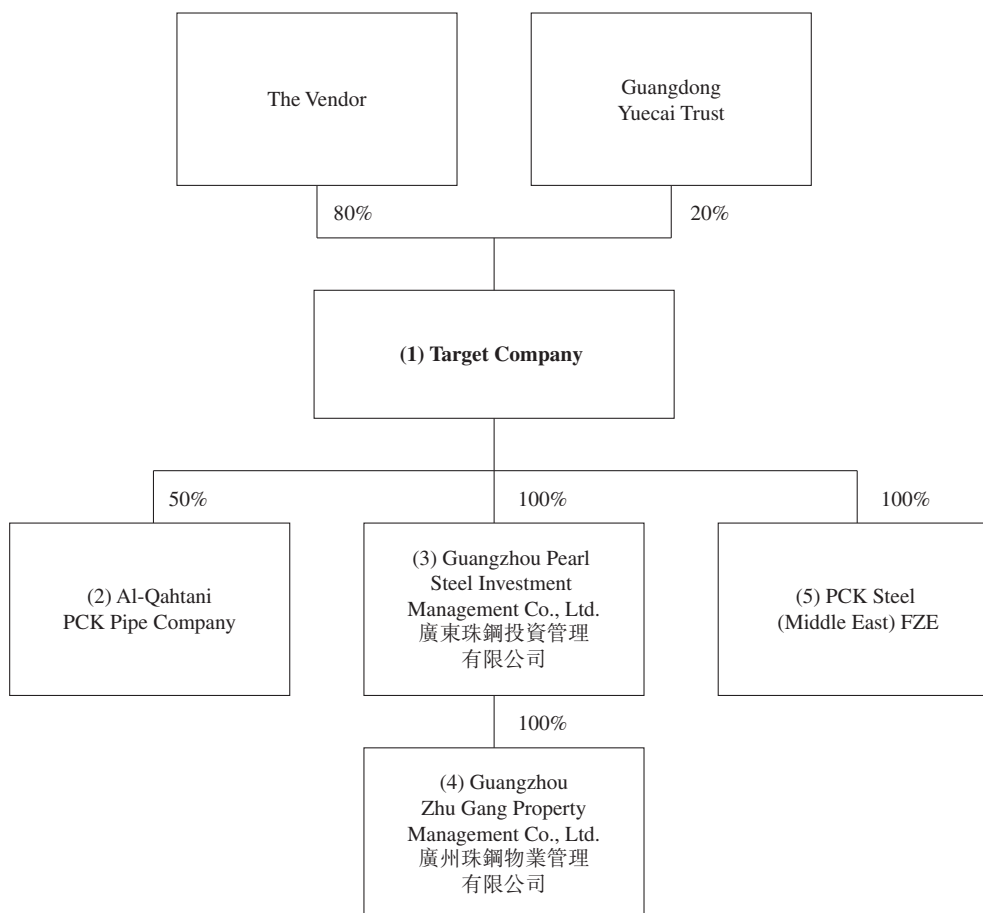 The Vendor
Guangdong
Yuecai Trust
80%
20%
(1) Target Company
50%
100%
100%
(2) Al-Qahtani
PCK Pipe Company
(3) Guangzhou Pearl
Steel Investment
Management Co., Ltd.
廣東珠鋼投資管理
有限公司
(5) PCK Steel
(Middle East) FZE
100%
(4) Guangzhou
Zhu Gang Property
Management Co., Ltd.
廣州珠鋼物業管理
有限公司